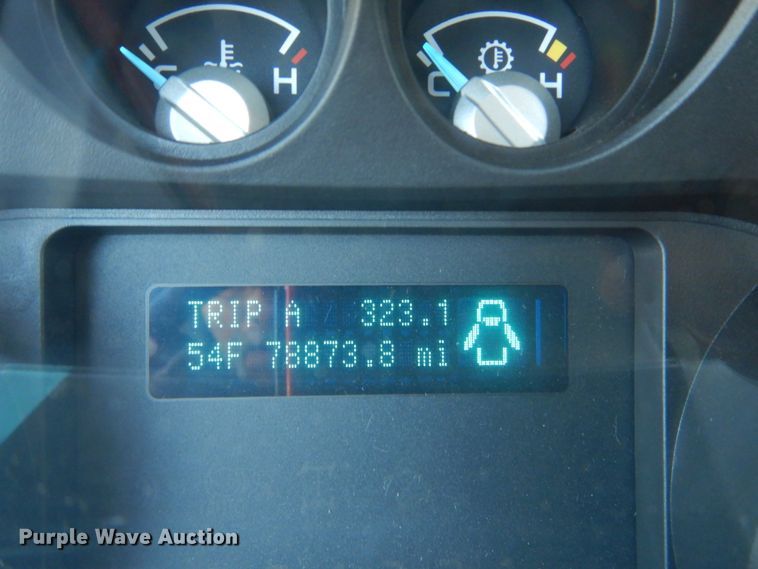 C H
C H
TRIP A 323.1
54F 78873.8 mi
Purple Wave Auction